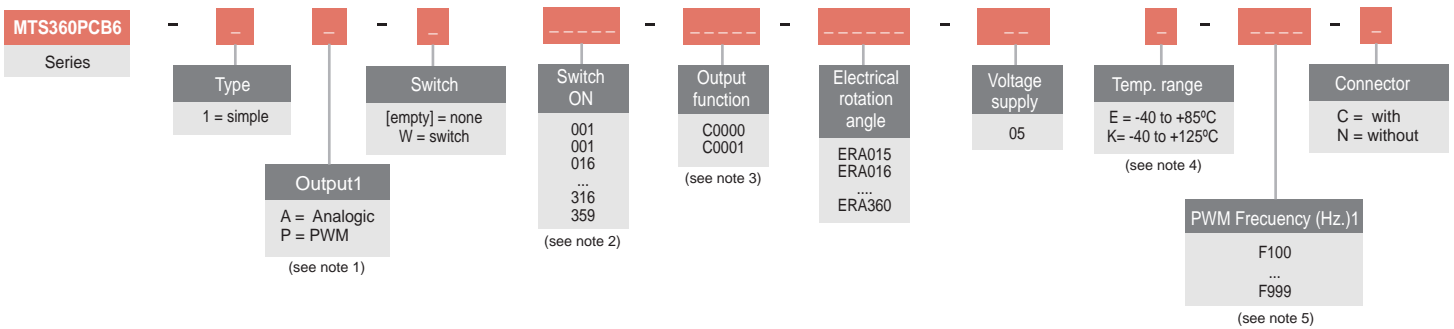 MTS360PCB6 - _ _ - _ _ _ _ _ _ - _ _ _ _ _ - _ _ _ _ _ _ - _ _ _ - _ _ _ _ - _
Series
Type
1 = simple
Output1
A = Analogic
P = PWM
(see note 1)
Switch
[empty] = none
W = switch
Switch
ON
001
001
016
...
316
359
(see note 2)
Output
function
C0000
C0001
(see note 3)
Electrical
rotation
angle
ERA015
ERA016
....
ERA360
Voltage
supply
05
Temp. range
E = -40 to +85ºC
K= -40 to +125ºC
(see note 4)
PWM Frecuency (Hz.)1
F100
...
F999
(see note 5)
Connector
C = with
N = without